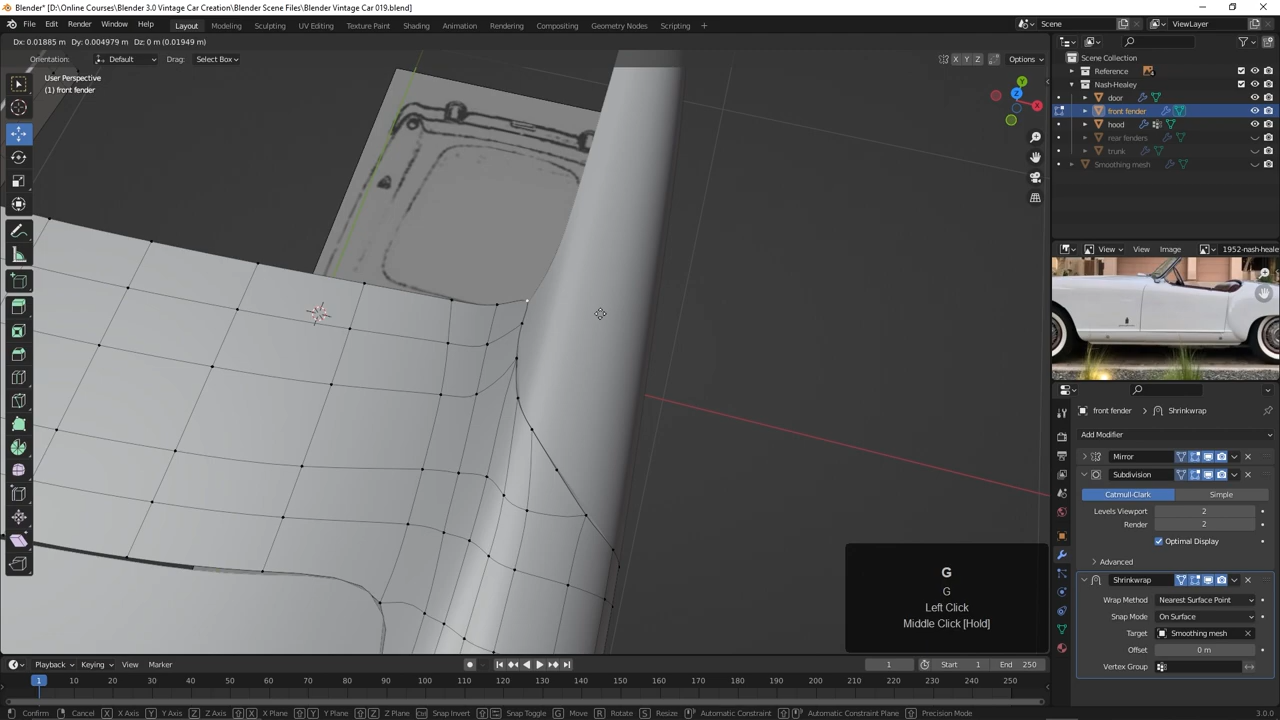 Blender* [D:\Online Courses\Blender 3.0 Vintage Car Creation\Blender Scene Files\Blender Vintage Car 019.blend]
File Edit Render Window Help Layout Modeling Sculpting UV Editing Texture Paint Shading Animation Rendering Compositing Geometry Nodes Scripting Scene ViewLayer
Dx: 0.01885 m Dy: 0.004979 m Dz: 0 m (0.01949 m)
Orientation: Default Drag: Select Box X Y Z Options
User Perspective
(1) front fender
Scene Collection
Reference
Nash-Healey
door
front fender
hood
rear fenders
trunk
Smoothing mesh
View View Image 1952-nash-heale
front fender > Shrinkwrap
Add Modifier
Mirror
Subdivision
Catmull-Clark Simple
Levels Viewport 2
Render 2
Optimal Display
Advanced
Shrinkwrap
Wrap Method Nearest Surface Point
Snap Mode On Surface
Target Smoothing mesh
Offset 0 m
Vertex Group
G
G
Left Click
Middle Click [Hold]
Playback Keying View Marker 1 Start 1 End 250
1 10 20 30 40 50 60 70 80 90 100 110 120 130 140 150 160 170 180 190 200 210 220 230 240 250
Confirm Cancel X X Axis Y Y Axis Z Z Axis X X Plane Y Y Plane Z Z Plane Snap Invert Snap Toggle G Move R Rotate S Resize Automatic Constraint Automatic Constraint Plane Precision Mode 3.0.0